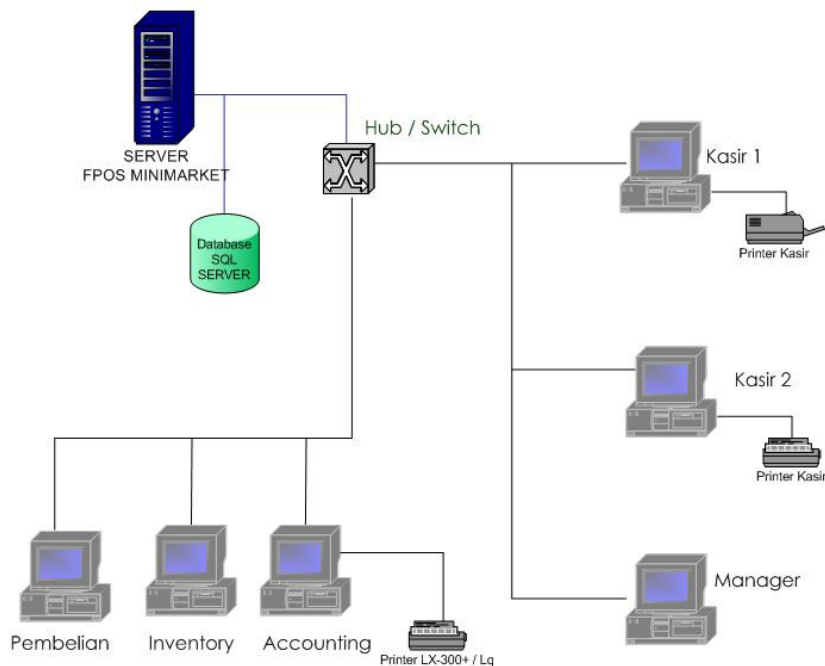 SERVER
FPOS MINIMARKET
Hub / Switch
Database
SQL
SERVER
Kasir 1
Printer Kasir
Kasir 2
Printer Kasir
Manager
Pembelian
Inventory
Accounting
Printer LX-300+ / Lq